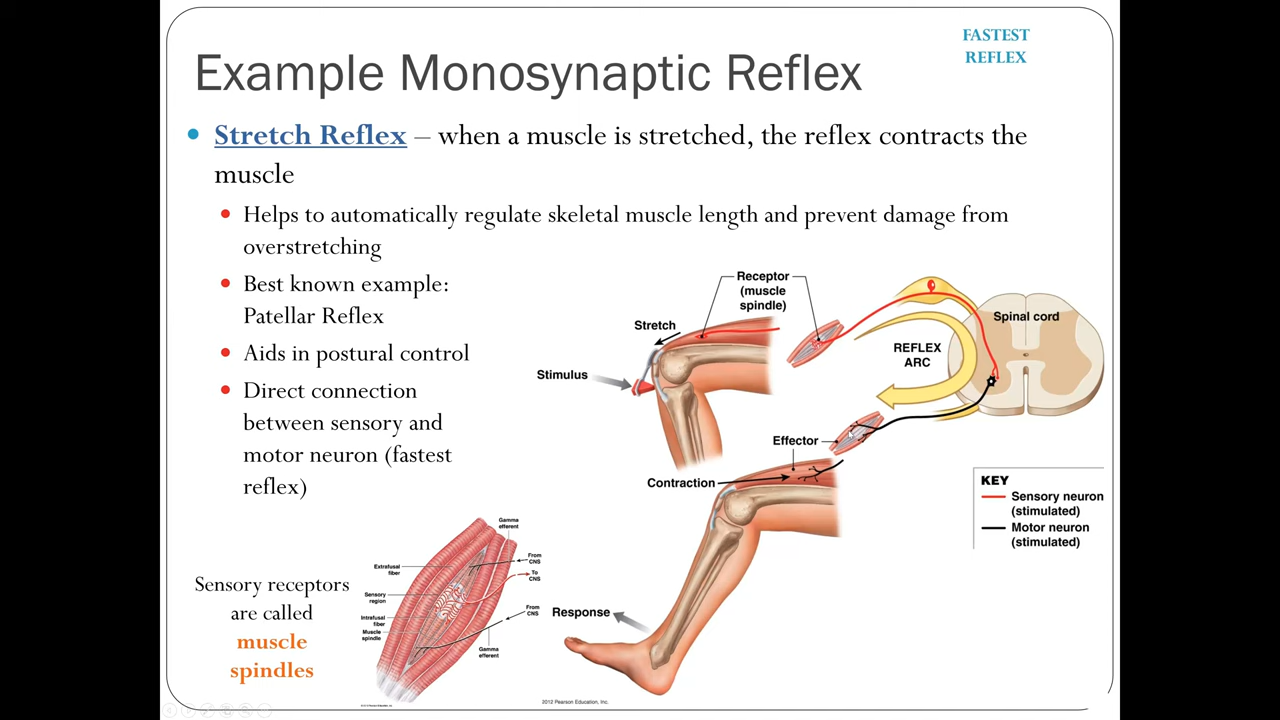 FASTEST
REFLEX
Example Monosynaptic Reflex
Stretch Reflex – when a muscle is stretched, the reflex contracts the
muscle
Helps to automatically regulate skeletal muscle length and prevent damage from
overstretching
Best known example:
Patellar Reflex
Aids in postural control
Direct connection
between sensory and
motor neuron (fastest
reflex)
Sensory receptors
are called
muscle
spindles
Receptor
(muscle
spindle)
Stretch
Stimulus
Spinal cord
REFLEX
ARC
Effector
Contraction
Response
KEY
Sensory neuron
(stimulated)
Motor neuron
(stimulated)
Gamma
efferent
From
CNS
To
CNS
Extrafusal
fiber
Sensory
region
Intrafusal
fiber
Muscle
spindle
From
CNS
Gamma
efferent
2012 Pearson Education, Inc.